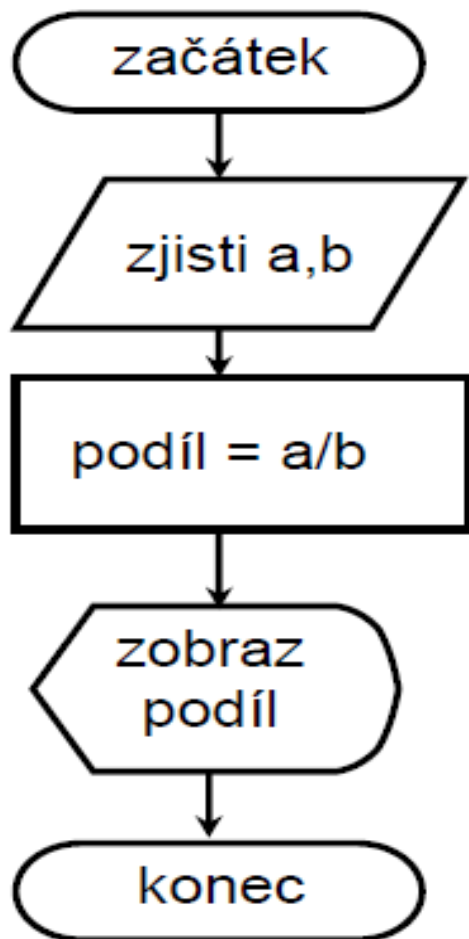 začátek
zjisti a,b
podíl = a/b
zobraz
podíl
konec